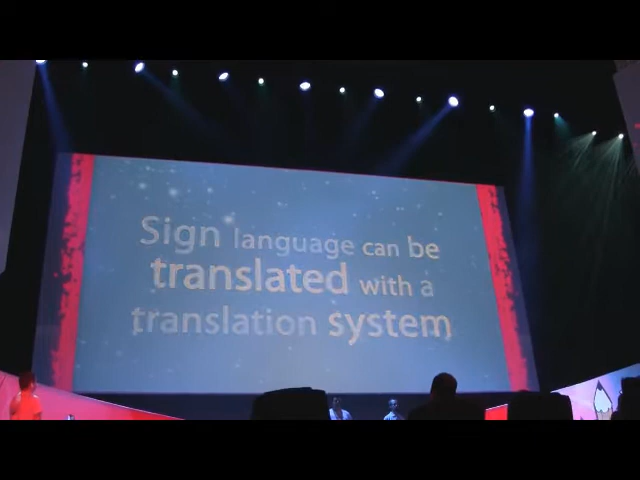 Sign language can be
translated with a
translation system